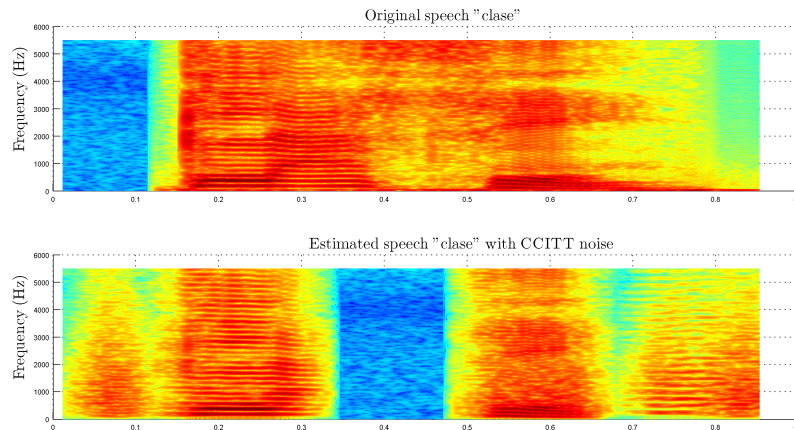 Original speech "clase"
6000
5000
4000
3000
2000
1000
0
Frequency (Hz)
0 0.1 0.2 0.3 0.4 0.5 0.6 0.7 0.8
Estimated speech "clase" with CCITT noise
6000
5000
4000
3000
2000
1000
0
Frequency (Hz)
0 0.1 0.2 0.3 0.4 0.5 0.6 0.7 0.8